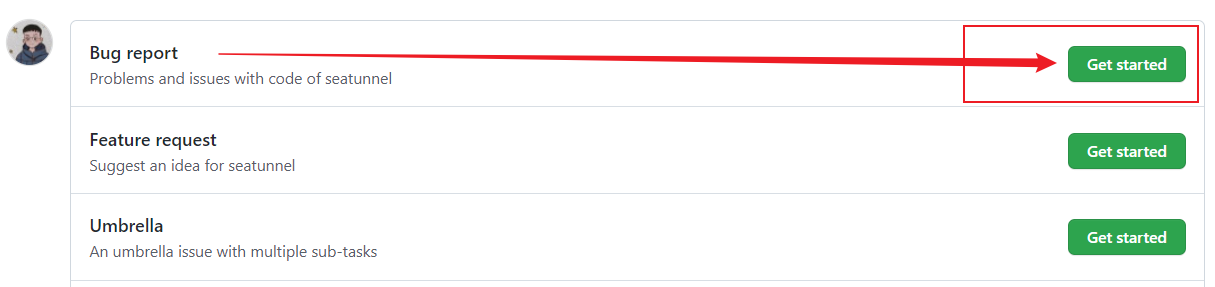 Bug report
Get started
Problems and issues with code of seatunnel
Feature request
Get started
Suggest an idea for seatunnel
Umbrella
Get started
An umbrella issue with multiple sub-tasks